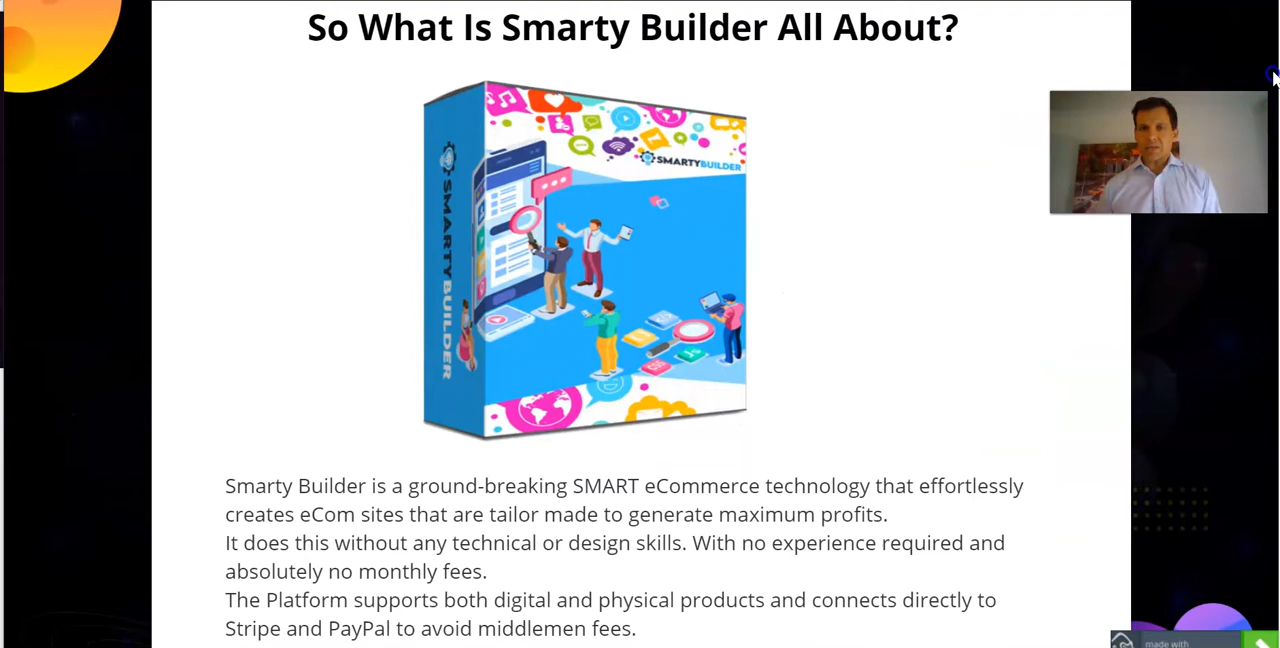 So What Is Smarty Builder All About?
SMARTYBUILDER
SMARTYBUILDER
Smarty Builder is a ground-breaking SMART eCommerce technology that effortlessly
creates eCom sites that are tailor made to generate maximum profits.
It does this without any technical or design skills. With no experience required and
absolutely no monthly fees.
The Platform supports both digital and physical products and connects directly to
Stripe and PayPal to avoid middlemen fees.
made with